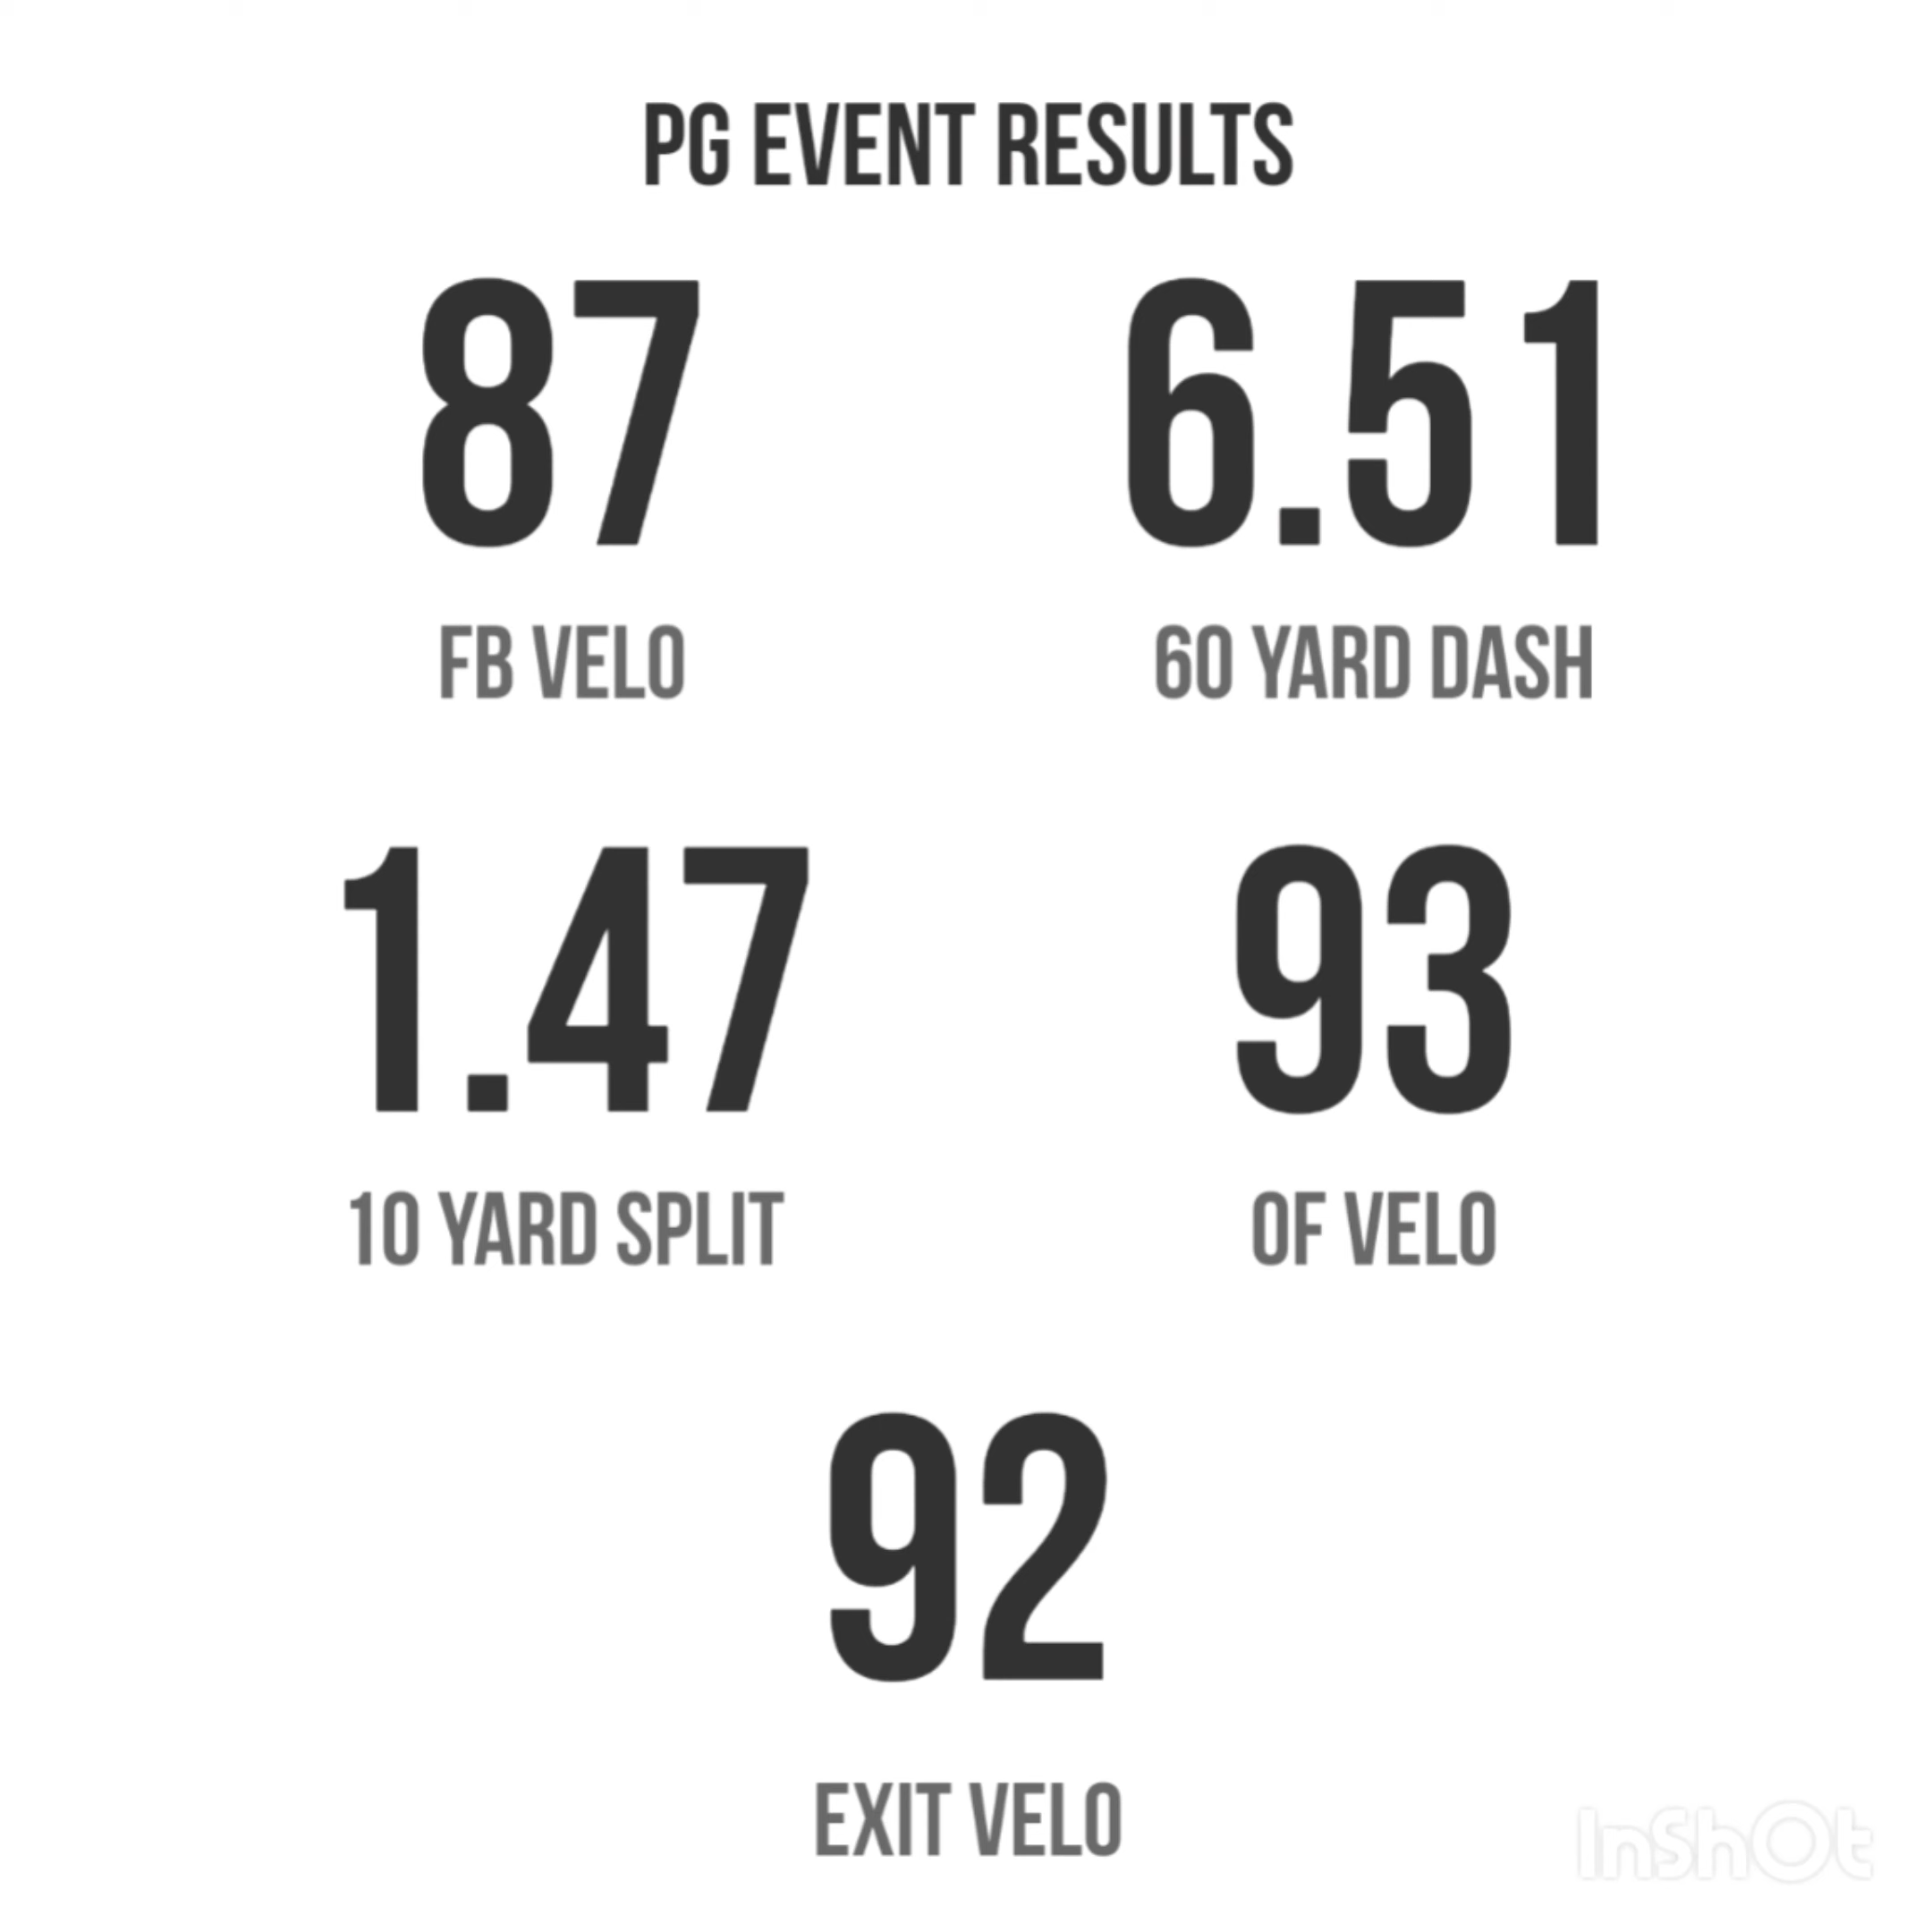 PG EVENT RESULTS
87 6.51
FB VELO 60 YARD DASH
1.47 93
10 YARD SPLIT OF VELO
92
EXIT VELO
InShOt